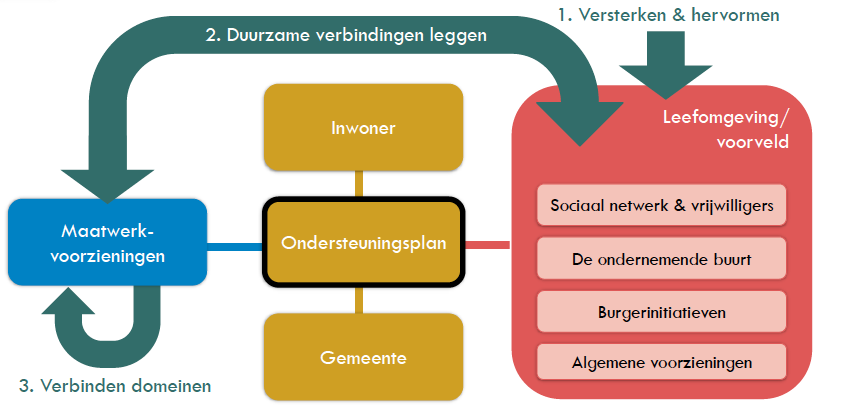 1. Versterken & hervormen
2. Duurzame verbindingen leggen
Leefomgeving/
voorveld
Inwoner
Sociaal netwerk & vrijwilligers
Maatwerk-
voorzieningen
Ondersteuningsplan
De ondernemende buurt
Burgerinitiatieven
Gemeente
Algemene voorzieningen
3. Verbinden domeinen